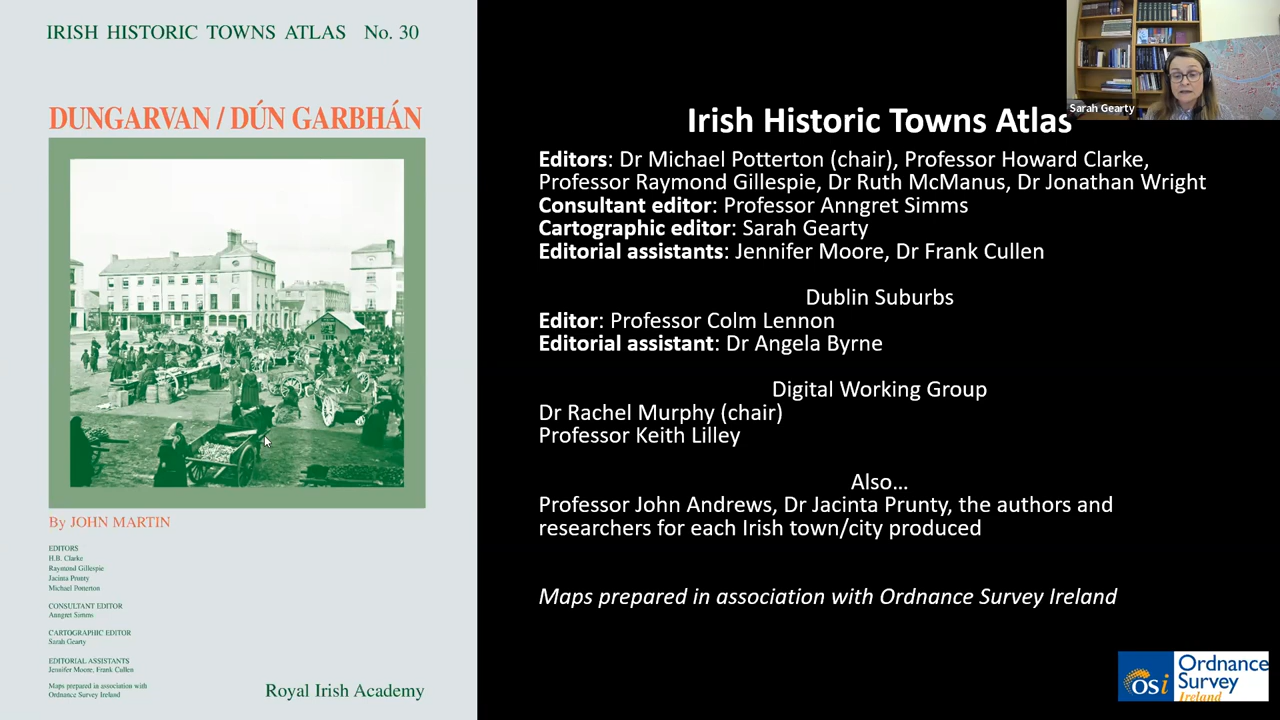 IRISH HISTORIC TOWNS ATLAS No. 30
DUNGARVAN / DÚN GARBHÁN
By JOHN MARTIN
EDITORS
H.B. Clarke
Raymond Gillespie
Jacinta Prunty
Michael Potterton
CONSULTANT EDITOR
Anngret Simms
CARTOGRAPHIC EDITOR
Sarah Gearty
EDITORIAL ASSISTANTS
Jennifer Moore, Frank Cullen
Maps prepared in association with
Ordnance Survey Ireland
Royal Irish Academy
Sarah Gearty
Irish Historic Towns Atlas
Editors: Dr Michael Potterton (chair), Professor Howard Clarke,
Professor Raymond Gillespie, Dr Ruth McManus, Dr Jonathan Wright
Consultant editor: Professor Anngret Simms
Cartographic editor: Sarah Gearty
Editorial assistants: Jennifer Moore, Dr Frank Cullen
Dublin Suburbs
Editor: Professor Colm Lennon
Editorial assistant: Dr Angela Byrne
Digital Working Group
Dr Rachel Murphy (chair)
Professor Keith Lilley
Also...
Professor John Andrews, Dr Jacinta Prunty, the authors and
researchers for each Irish town/city produced
Maps prepared in association with Ordnance Survey Ireland
osi
Ordnance
Survey
Ireland